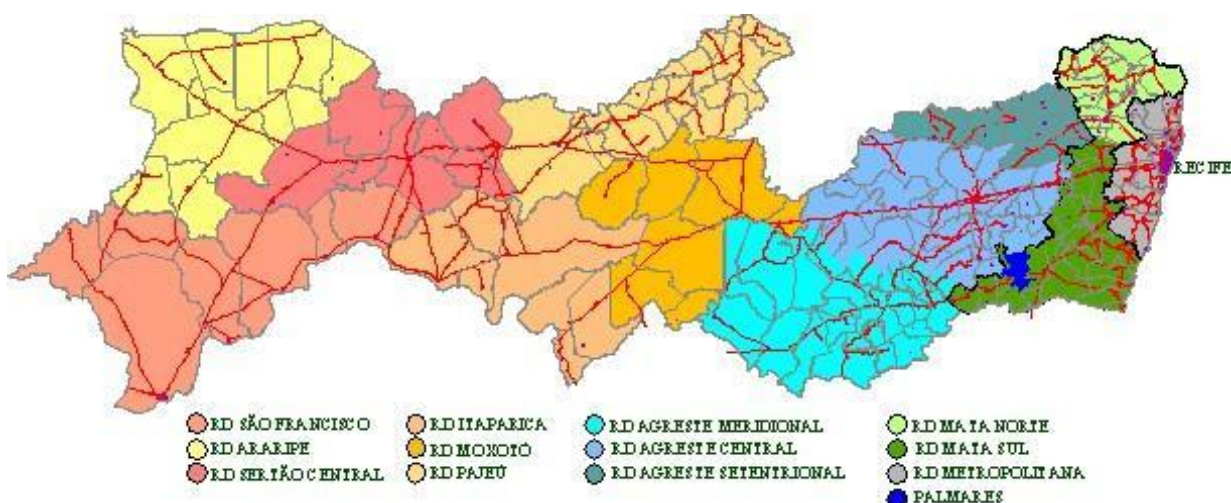 RECIFE
RD SÃO FRANCISCO
RD ARARIPE
RD SERTÃO CENTRAL
RD ITAPARICA
RD MOXOTÓ
RD PAJEÚ
RD AGRESTE MERIDIONAL
RD AGRESTE CENTRAL
RD AGRESTE SETENTRIONAL
RD MATA NORTE
RD MATA SUL
RD METROPOLITANA
PALMARES